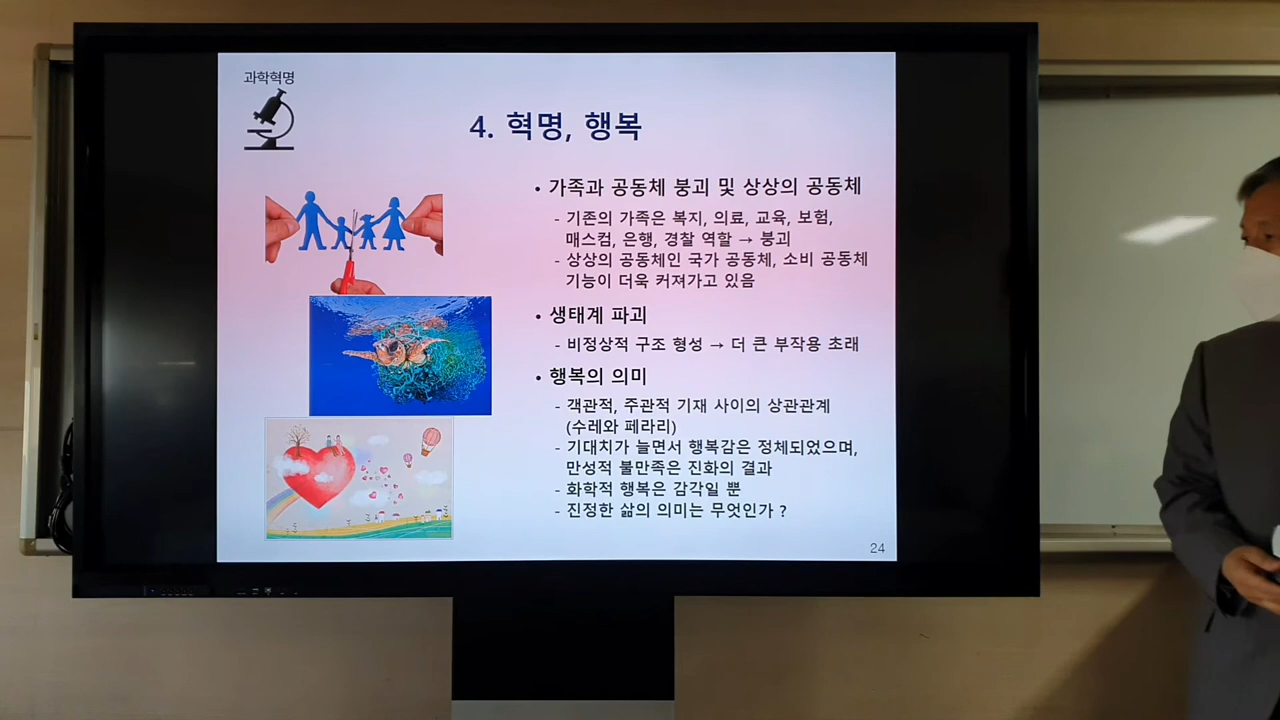 과학혁명
4. 혁명, 행복
• 가족과 공동체 붕괴 및 상상의 공동체
- 기존의 가족은 복지, 의료, 교육, 보험,
매스컴, 은행, 경찰 역할 → 붕괴
- 상상의 공동체인 국가 공동체, 소비 공동체
기능이 더욱 커져가고 있음
• 생태계 파괴
- 비정상적 구조 형성 → 더 큰 부작용 초래
• 행복의 의미
- 객관적, 주관적 기재 사이의 상관관계
(수레와 페라리)
- 기대치가 늘면서 행복감은 정체되었으며,
만성적 불만족은 진화의 결과
- 화학적 행복은 감각일 뿐
- 진정한 삶의 의미는 무엇인가 ?
24